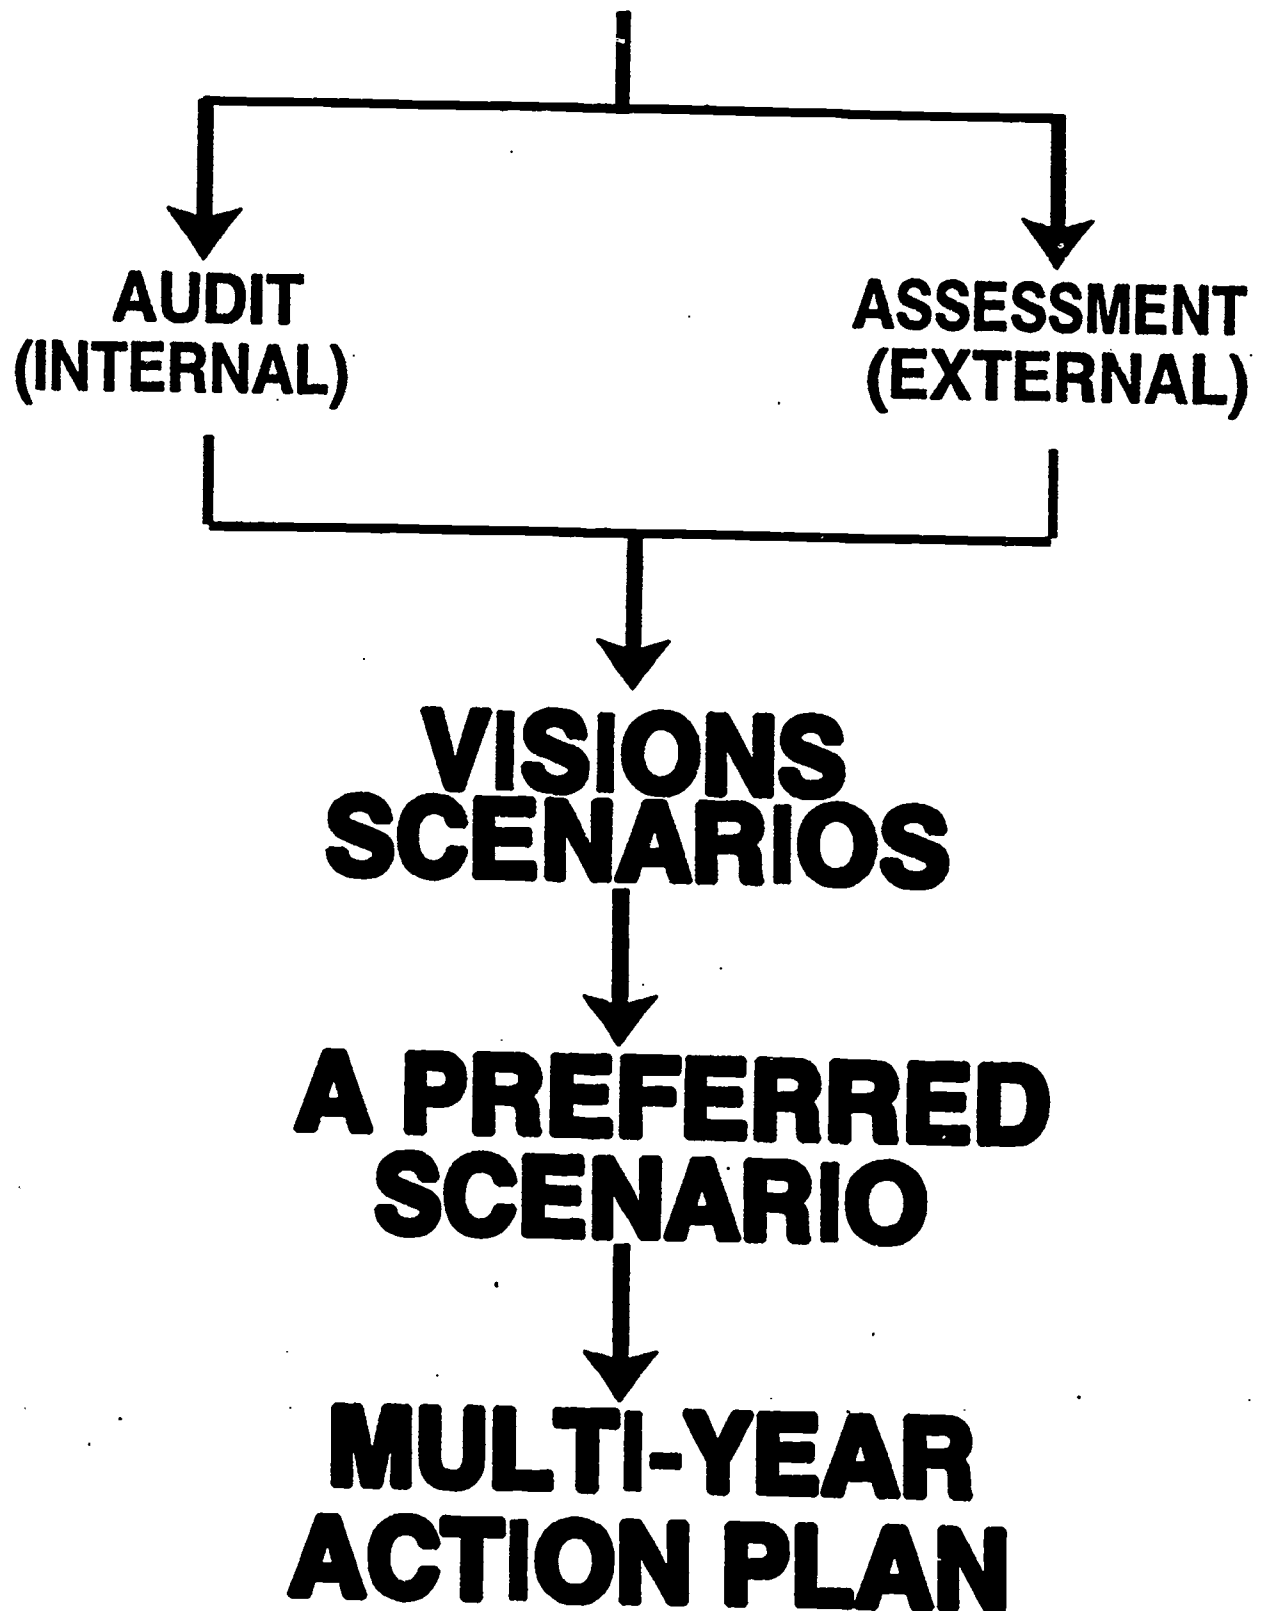 AUDIT
(INTERNAL)
ASSESSMENT
(EXTERNAL)
VISIONS
SCENARIOS
A PREFERRED
SCENARIO
MULTI-YEAR
ACTION PLAN